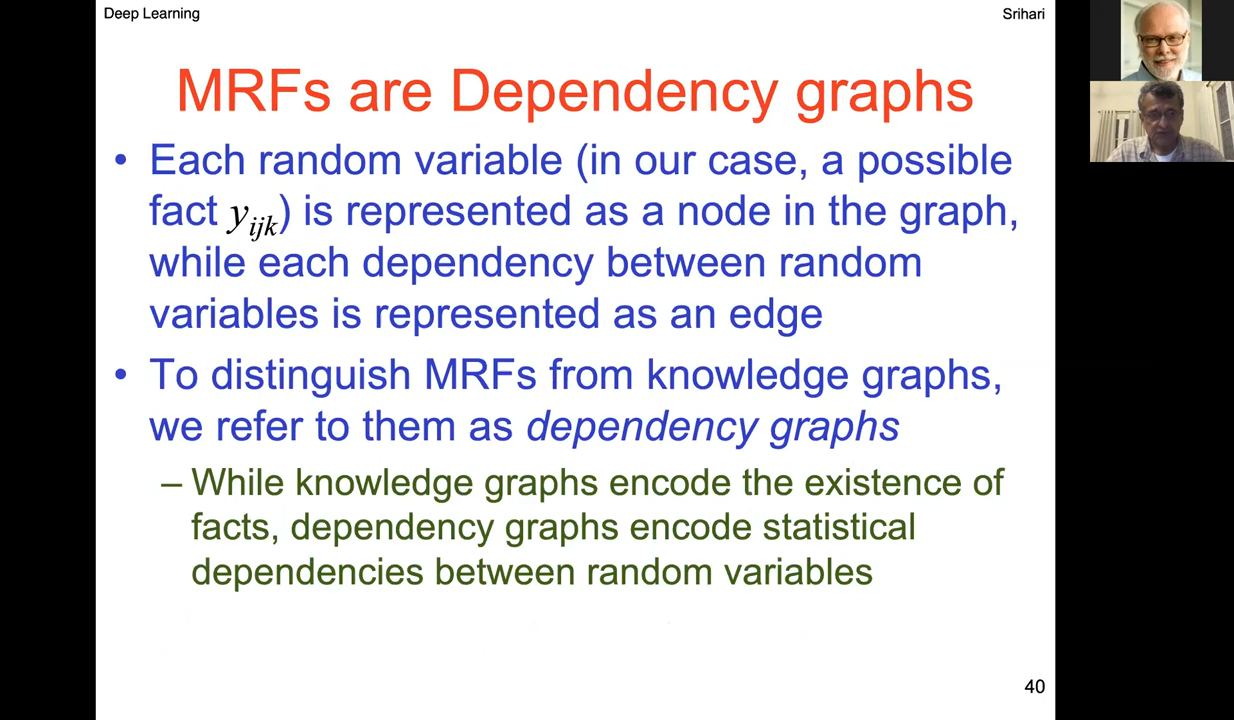 Deep Learning
Srihari
MRFs are Dependency graphs
• Each random variable (in our case, a possible
fact yijk) is represented as a node in the graph,
while each dependency between random
variables is represented as an edge
• To distinguish MRFs from knowledge graphs,
we refer to them as dependency graphs
– While knowledge graphs encode the existence of
facts, dependency graphs encode statistical
dependencies between random variables
40